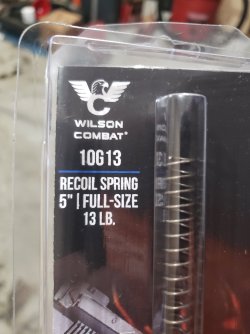 WILSON
COMBAT®
10G13
RECOIL SPRING
5" | FULL-SIZE
13 LB.